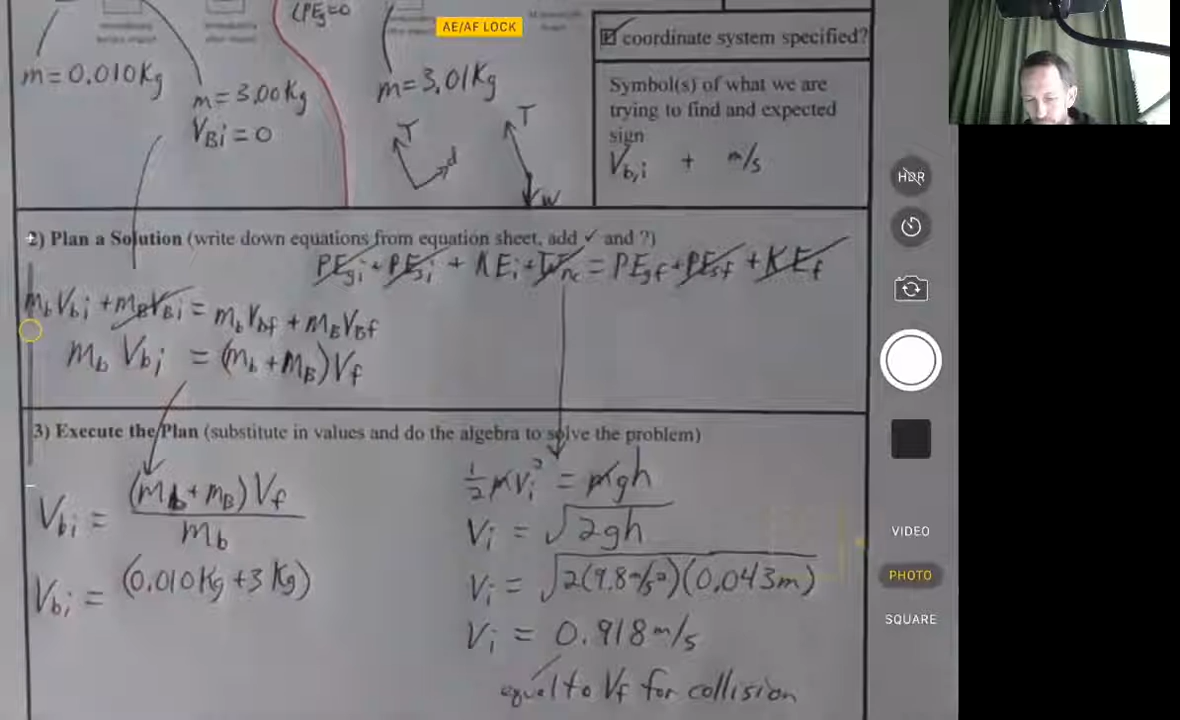 (PEg=0
AE/AF LOCK
m=0.010Kg
m=3.00Kg
VBi=0
m=3.01Kg
T
d
T
W
coordinate system specified?
Symbol(s) of what we are
trying to find and expected
sign
Vb,i + m/s
2) Plan a Solution (write down equations from equation sheet, add ✓ and ?)
PEgi+PEsi + KEi+Wnc=PEgf+PEsf+KEf
mbVbi+mBVBi=mbVbf+mBVBf
mb Vbi = (mb+mB)Vf
3) Execute the Plan (substitute in values and do the algebra to solve the problem)
Vbi = (mb+mB)Vf / mb
Vbi = (0.010Kg+3Kg)
1/2 mVi² = mgh
Vi = √2gh
Vi = √2(9.8m/s²)(0.043m)
Vi = 0.918m/s
equal to Vf for collision
HDR
VIDEO
PHOTO
SQUARE